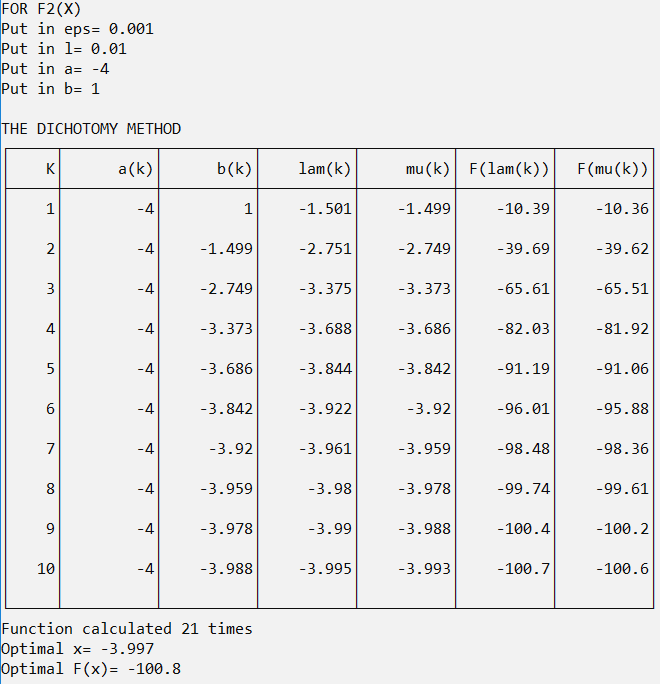 FOR F2(X)
Put in eps= 0.001
Put in l= 0.01
Put in a= -4
Put in b= 1
THE DICHOTOMY METHOD
K a(k) b(k) lam(k) mu(k) F(lam(k)) F(mu(k))
1 -4 1 -1.501 -1.499 -10.39 -10.36
2 -4 -1.499 -2.751 -2.749 -39.69 -39.62
3 -4 -2.749 -3.375 -3.373 -65.61 -65.51
4 -4 -3.373 -3.688 -3.686 -82.03 -81.92
5 -4 -3.686 -3.844 -3.842 -91.19 -91.06
6 -4 -3.842 -3.922 -3.92 -96.01 -95.88
7 -4 -3.92 -3.961 -3.959 -98.48 -98.36
8 -4 -3.959 -3.98 -3.978 -99.74 -99.61
9 -4 -3.978 -3.99 -3.988 -100.4 -100.2
10 -4 -3.988 -3.995 -3.993 -100.7 -100.6
Function calculated 21 times
Optimal x= -3.997
Optimal F(x)= -100.8